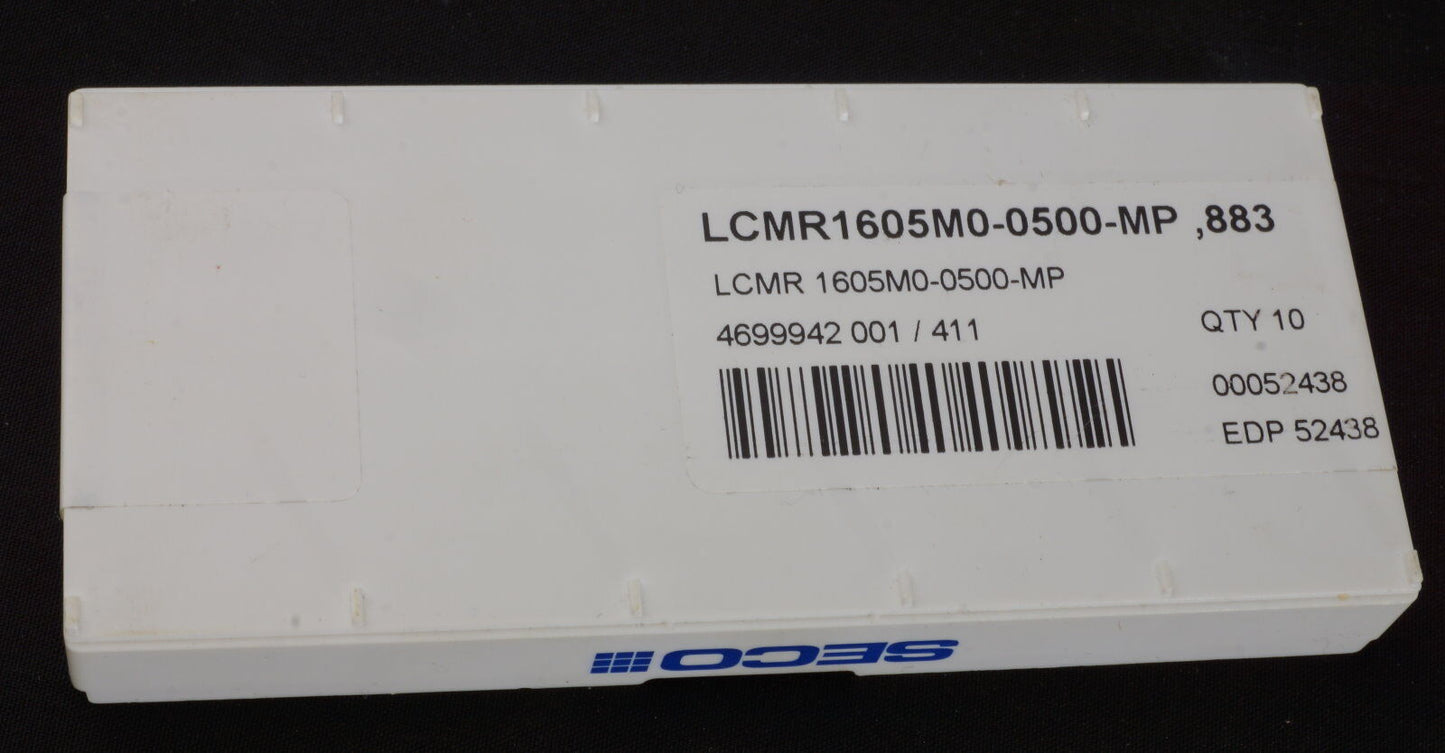 LCMR1605M0-0500-MP ,883
LCMR 1605M0-0500-MP
4699942 001 / 411
QTY 10
00052438
EDP 52438
SECO